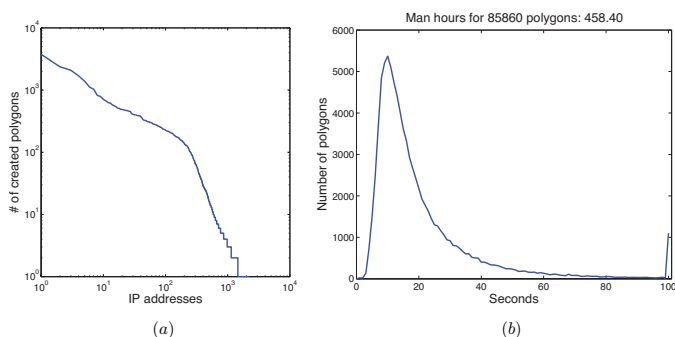 10^4
10^3
10^2
10^1
10^0
# of created polygons
10^0 10^1 10^2 10^3 10^4
IP addresses
(a)
Man hours for 85860 polygons: 458.40
6000
5000
4000
3000
2000
1000
0
Number of polygons
0 20 40 60 80 100
Seconds
(b)